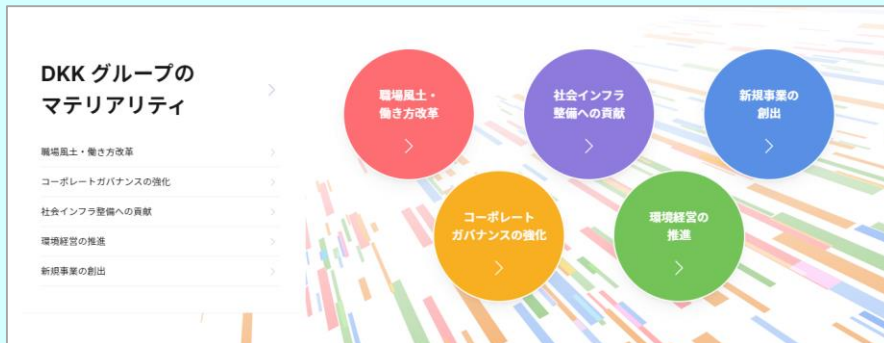 DKK グループの
マテリアリティ
職場風土・働き方改革
コーポレートガバナンスの強化
社会インフラ整備への貢献
環境経営の推進
新規事業の創出
職場風土・
働き方改革
社会インフラ
整備への貢献
新規事業の
創出
コーポレート
ガバナンスの強化
環境経営の
推進